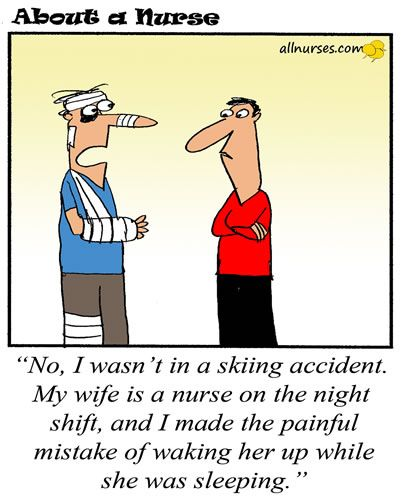 About a Nurse
allnurses.com
“No, I wasn’t in a skiing accident.
My wife is a nurse on the night
shift, and I made the painful
mistake of waking her up while
she was sleeping.”